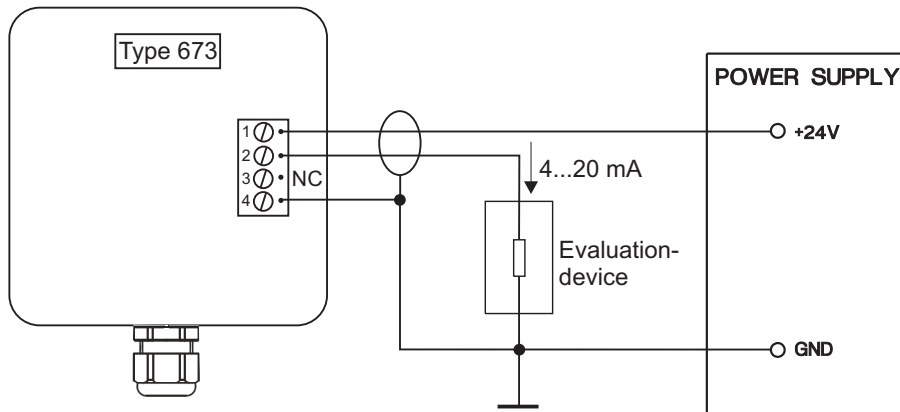 Type 673
POWER SUPPLY
1
+24V
2
4...20 mA
3 NC
4
Evaluation-
device
GND